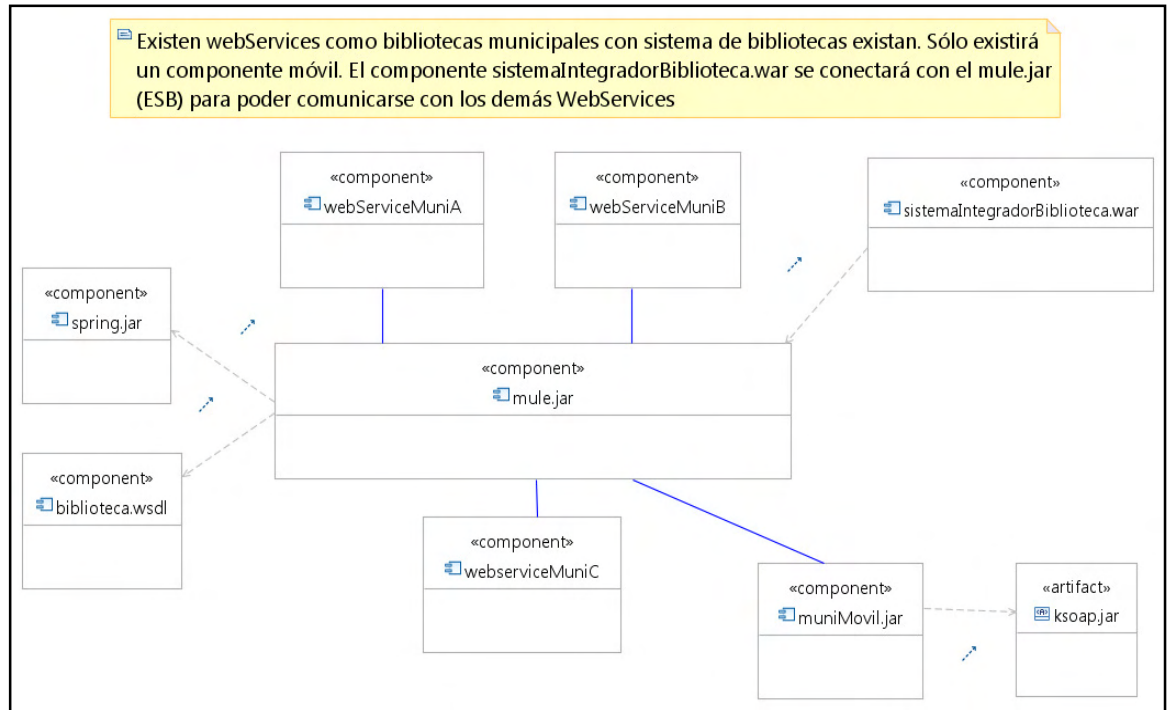 Existen webServices como bibliotecas municipales con sistema de bibliotecas existan. Sólo existirá
un componente móvil. El componente sistemaIntegradorBiblioteca.war se conectará con el mule.jar
(ESB) para poder comunicarse con los demás WebServices
«component»
webServiceMuniA
«component»
webServiceMuniB
«component»
sistemaIntegradorBiblioteca.war
«component»
spring.jar
«component»
mule.jar
«component»
biblioteca.wsdl
«component»
webserviceMuniC
«component»
muniMovil.jar
«artifact»
ksoap.jar